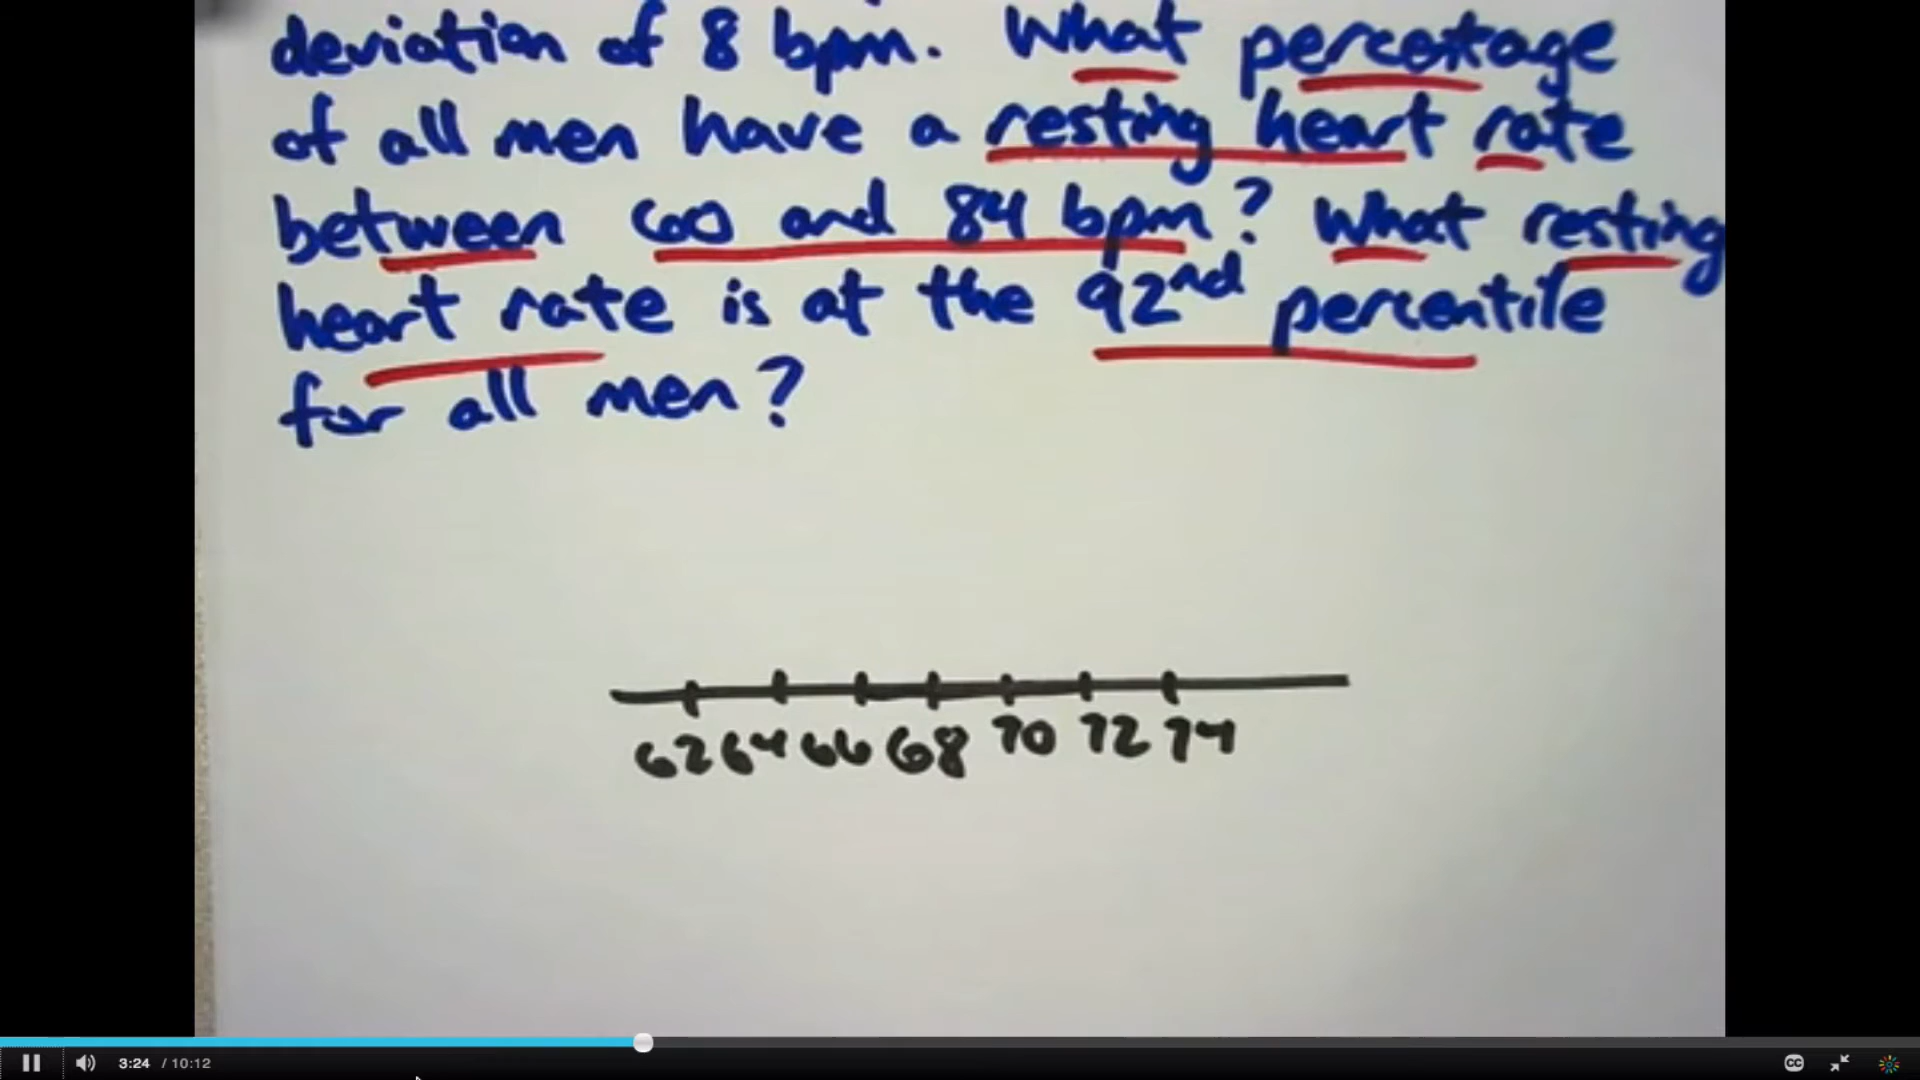 deviation of 8 bpm. What percentage
of all men have a resting heart rate
between 60 and 84 bpm? What resting
heart rate is at the 92nd percentile
for all men?
62 64 66 68 70 72 74
3:24 / 10:12
CC